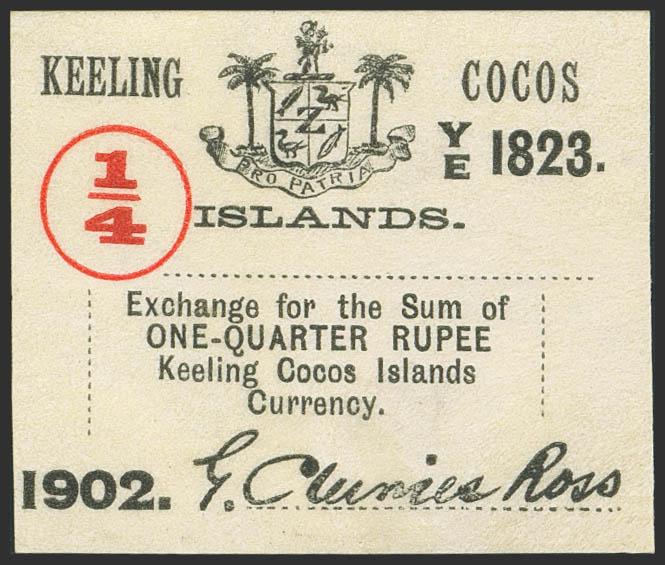 KEELING COCOS
YE 1823.
Z
PRO PATRIA
1/4
ISLANDS.
Exchange for the Sum of
ONE-QUARTER RUPEE
Keeling Cocos Islands
Currency.
1902. G. Clunies Ross